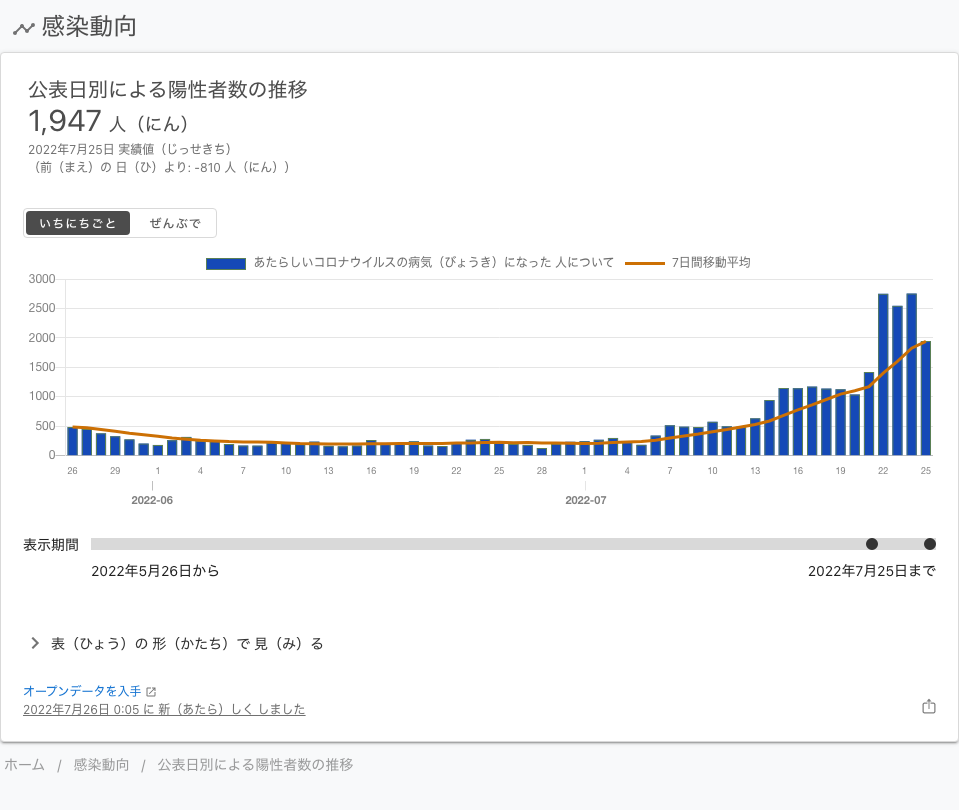 感染動向
公表日別による陽性者数の推移
1,947 人（にん）
2022年7月25日 実績値（じっせきち）
（前（まえ）の 日（ひ）より: -810 人（にん））
いちにちごと ぜんぶで
あたらしいコロナウイルスの病気（びょうき）になった 人について 7日間移動平均
3000
2500
2000
1500
1000
500
0
26 29 1 4 7 10 13 16 19 22 25 28 1 4 7 10 13 16 19 22 25
2022-06 2022-07
表示期間
2022年5月26日から 2022年7月25日まで
表（ひょう）の 形（かたち）で 見（み）る
オープンデータを入手
2022年7月26日 0:05 に 新（あたら）しく しました
ホーム / 感染動向 / 公表日別による陽性者数の推移